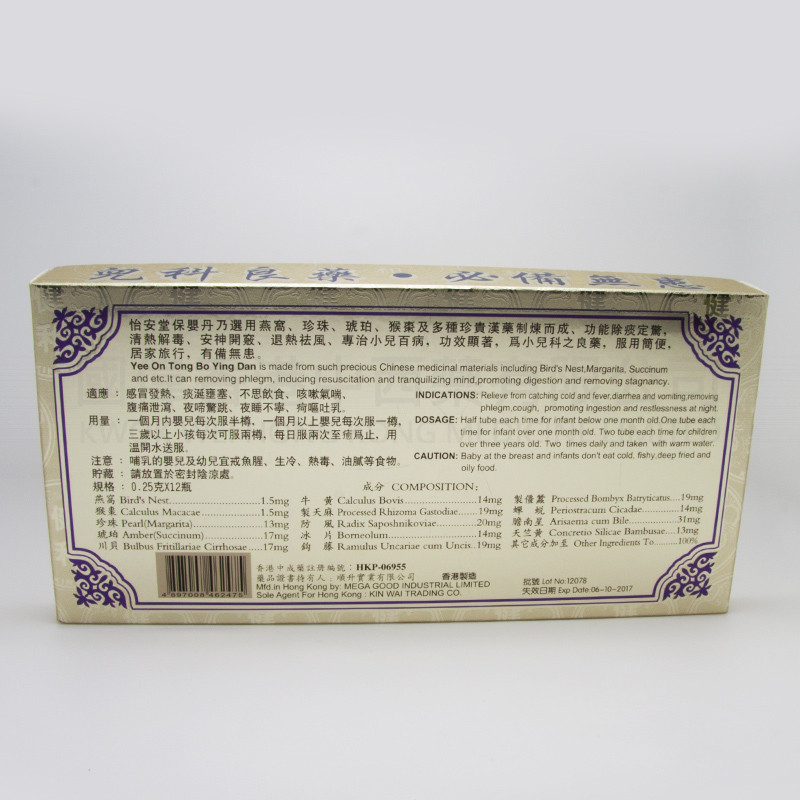 兒科良藥・必備無患
怡安堂保嬰丹乃選用燕窩、珍珠、琥珀、猴棗及多種珍貴漢藥制煉而成、功能除痰定驚，
清熱解毒、安神開竅、退熱祛風、專治小兒百病，功效顯著，爲小兒科之良藥，服用簡便，
居家旅行，有備無患。
Yee On Tong Bo Ying Dan is made from such precious Chinese medicinal materials including Bird's Nest,Margarita, Succinum
and etc.It can removing phlegm, inducing resuscitation and tranquilizing mind,promoting digestion and removing stagnancy.
適應：感冒發熱、痰涎壅塞、不思飲食、咳嗽氣喘、
腹痛泄瀉、夜啼驚跳、夜睡不寧、疴嘔吐乳、
用量：一個月內嬰兒每次服半樽，一個月以上嬰兒每次服一樽，
三歲以上小孩每次可服兩樽，每日服兩次至癒爲止，用
溫開水送服。
注意：哺乳的嬰兒及幼兒宜戒魚腥、生冷、熱毒、油膩等食物。
貯藏：請放置於密封陰涼處。
規格：0.25克X12瓶
INDICATIONS: Relieve from catching cold and fever,diarrhea and vomiting,removing
phlegm,cough, promoting ingestion and restlessness at night.
DOSAGE: Half tube each time for infant below one month old.One tube each
time for infant over one month old. Two tube each time for children
over three years old. Two times daily and taken with warm water.
CAUTION: Baby at the breast and infants don't eat cold, fishy,deep fried and
oily food.
成分 COMPOSITION:
燕窩 Bird's Nest 1.5mg 牛黃 Calculus Bovis 14mg 製僵蠶 Processed Bombyx Batryticatus 19mg
猴棗 Calculus Macacae 1.5mg 製天麻 Processed Rhizoma Gastodiae 19mg 蟬蛻 Periostracum Cicadae 14mg
珍珠 Pearl(Margarita) 13mg 防風 Radix Saposhnikoviae 20mg 膽南星 Arisaema cum Bile 31mg
琥珀 Amber(Succinum) 17mg 冰片 Borneolum 14mg 天竺黃 Concretio Silicae Bambusae 13mg
川貝 Bulbus Fritillariae Cirrhosae 17mg 鈎藤 Ramulus Uncariae cum Uncis 19mg 其它成分加至 Other Ingredients To 100%
香港中成藥註冊編號：HKP-06955
藥品證書持有人：順升實業有限公司 香港製造
Mfd.in Hong Kong by: MEGA GOOD INDUSTRIAL LIMITED
Sole Agent For Hong Kong : KIN WAI TRADING CO.
4897008462475
批號 Lot No:12078
失效日期 Exp Date 06-10-2017